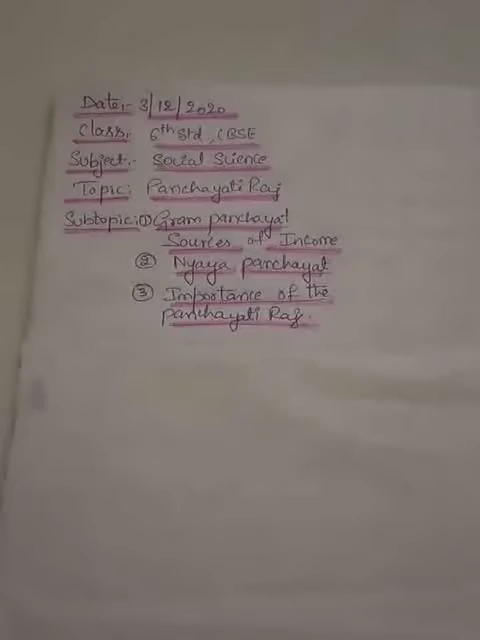 Date:- 3/12/2020
Class:- 6th std, CBSE
Subject:- Social Science
Topic: Panchayati Raj
Subtopic: ① Gram panchayat
Sources of Income
② Nyaya panchayat
③ Importance of the
panchayati Raj.